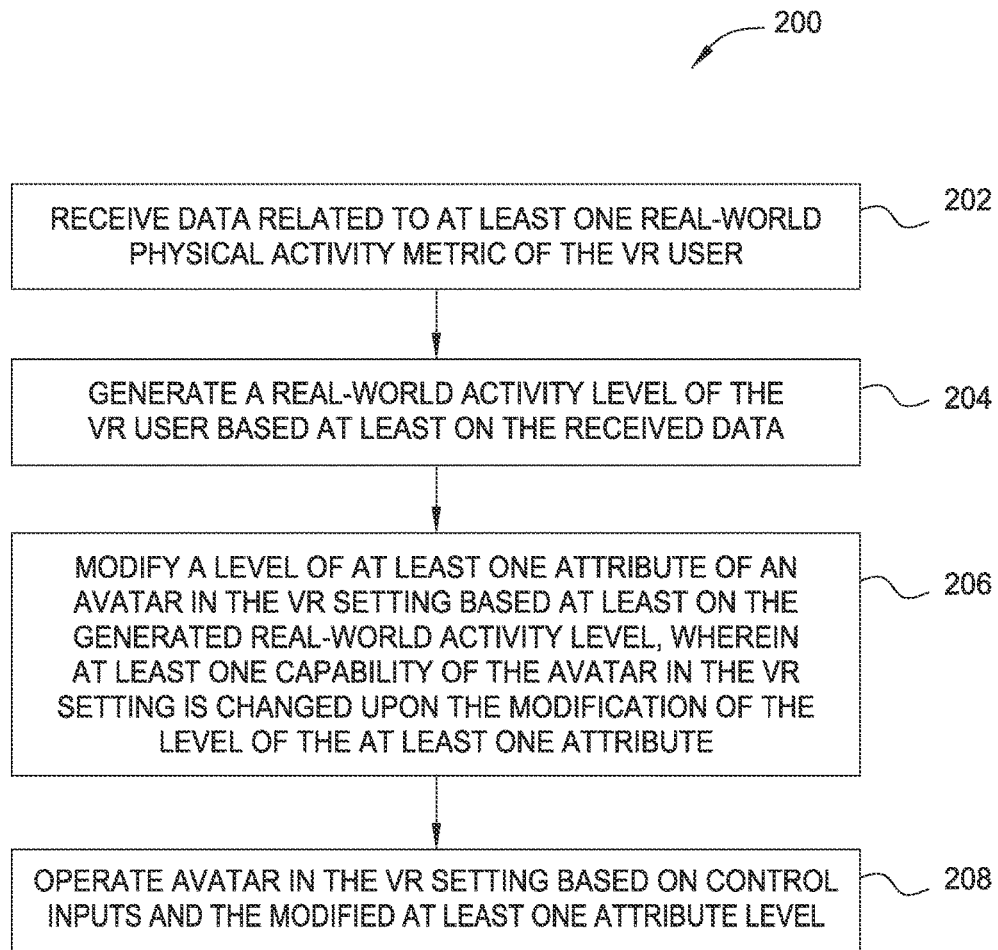 200
RECEIVE DATA RELATED TO AT LEAST ONE REAL-WORLD
PHYSICAL ACTIVITY METRIC OF THE VR USER
202
GENERATE A REAL-WORLD ACTIVITY LEVEL OF THE
VR USER BASED AT LEAST ON THE RECEIVED DATA
204
MODIFY A LEVEL OF AT LEAST ONE ATTRIBUTE OF AN
AVATAR IN THE VR SETTING BASED AT LEAST ON THE
GENERATED REAL-WORLD ACTIVITY LEVEL, WHEREIN
AT LEAST ONE CAPABILITY OF THE AVATAR IN THE VR
SETTING IS CHANGED UPON THE MODIFICATION OF THE
LEVEL OF THE AT LEAST ONE ATTRIBUTE
206
OPERATE AVATAR IN THE VR SETTING BASED ON CONTROL
INPUTS AND THE MODIFIED AT LEAST ONE ATTRIBUTE LEVEL
208